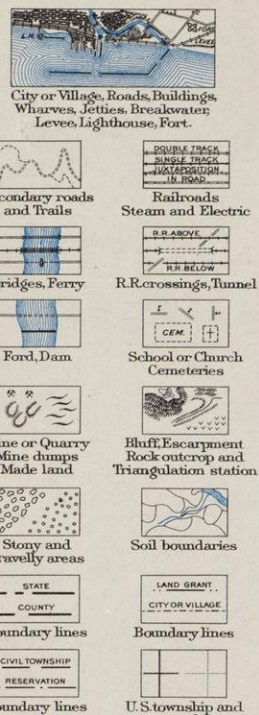 L.H.
LEVEE
City or Village, Roads, Buildings,
Wharves, Jetties, Breakwater,
Levee, Lighthouse, Fort.
condary roads
and Trails
DOUBLE TRACK
SINGLE TRACK
JUXTAPOSITION
IN ROAD
Railroads
Steam and Electric
ridges, Ferry
R.R. ABOVE
R.R. BELOW
R.R.crossings, Tunnel
Ford, Dam
CEM.
School or Church
Cemeteries
ine or Quarry
Mine dumps
Made land
Bluff, Escarpment
Rock outcrop and
Triangulation station
Stony and
ravelly areas
Soil boundaries
STATE
COUNTY
oundary lines
LAND GRANT
CITY OR VILLAGE
Boundary lines
CIVIL TOWNSHIP
RESERVATION
oundary lines
U.S. township and